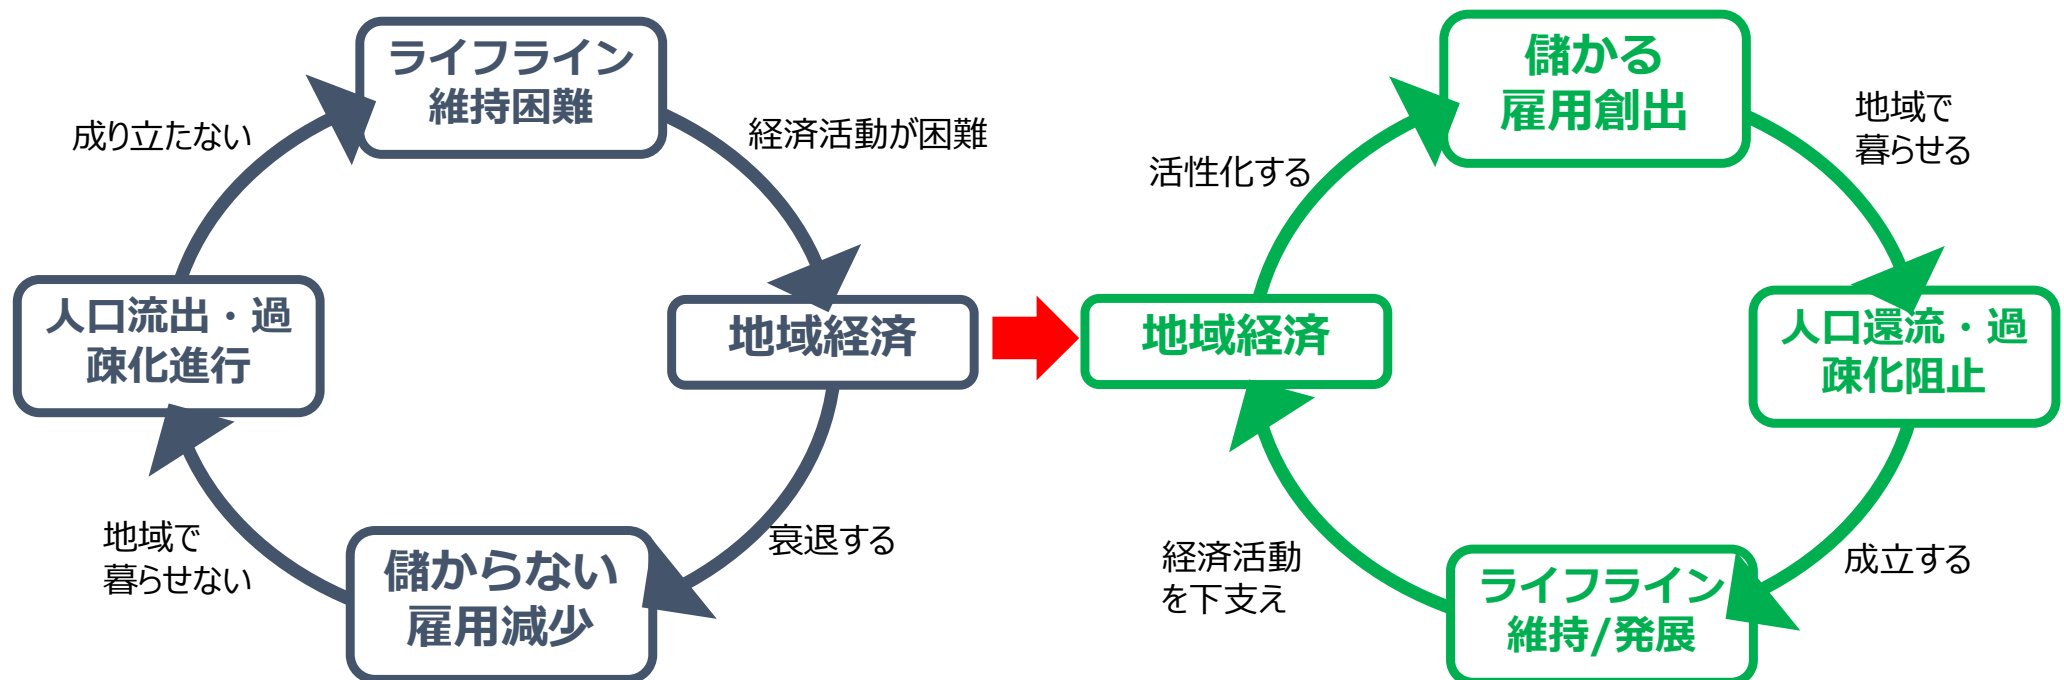 ライフライン
維持困難
成り立たない
経済活動が困難
人口流出・過
疎化進行
地域経済
地域で
暮らせない
儲からない
雇用減少
衰退する
儲かる
雇用創出
活性化する
地域で
暮らせる
地域経済
人口還流・過
疎化阻止
経済活動
を下支え
ライフライン
維持/発展
成立する